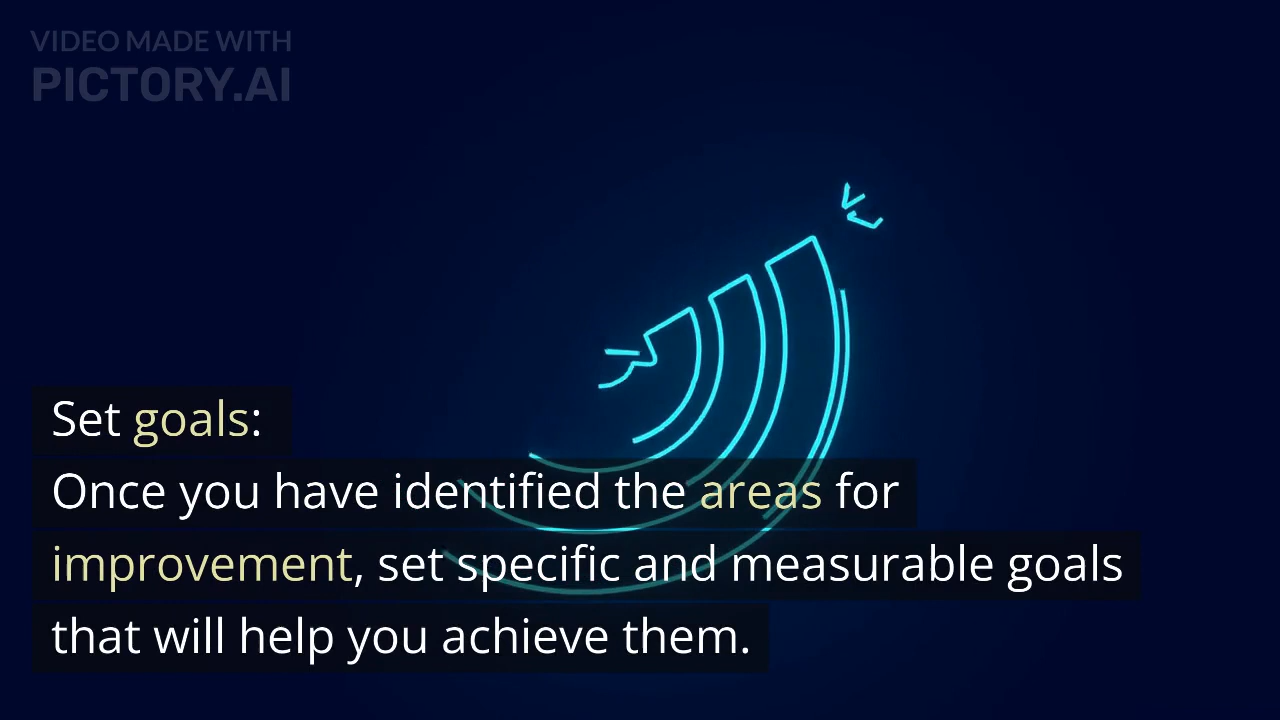 VIDEO MADE WITH
PICTORY.AI
Set goals:
Once you have identified the areas for
improvement, set specific and measurable goals
that will help you achieve them.